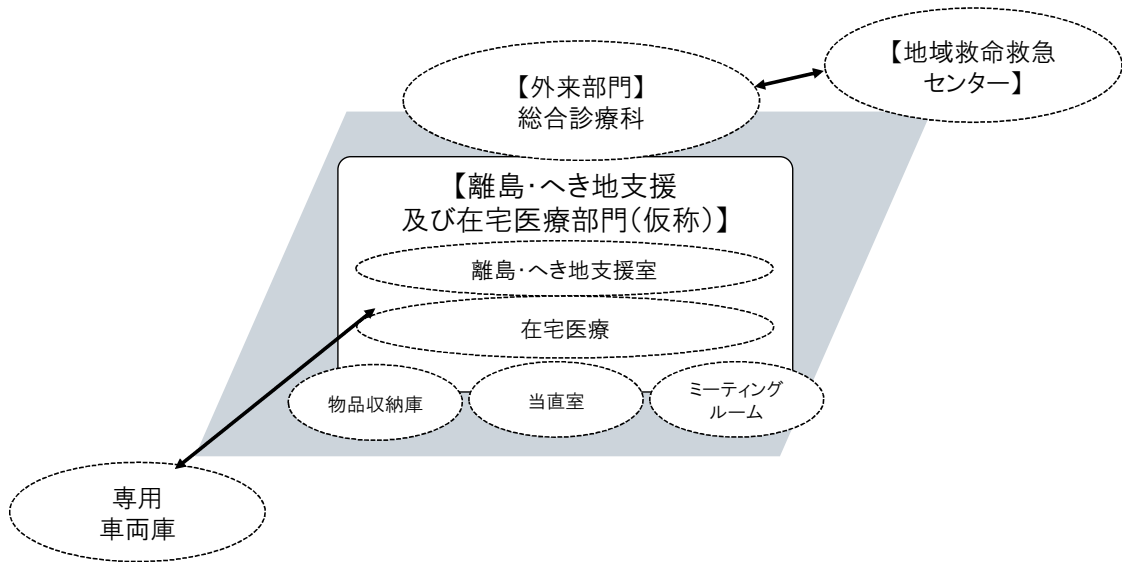 【地域救命救急
センター】
【外来部門】
総合診療科
【離島・へき地支援
及び在宅医療部門(仮称)】
離島・へき地支援室
在宅医療
物品収納庫
当直室
ミーティング
ルーム
専用
車両庫